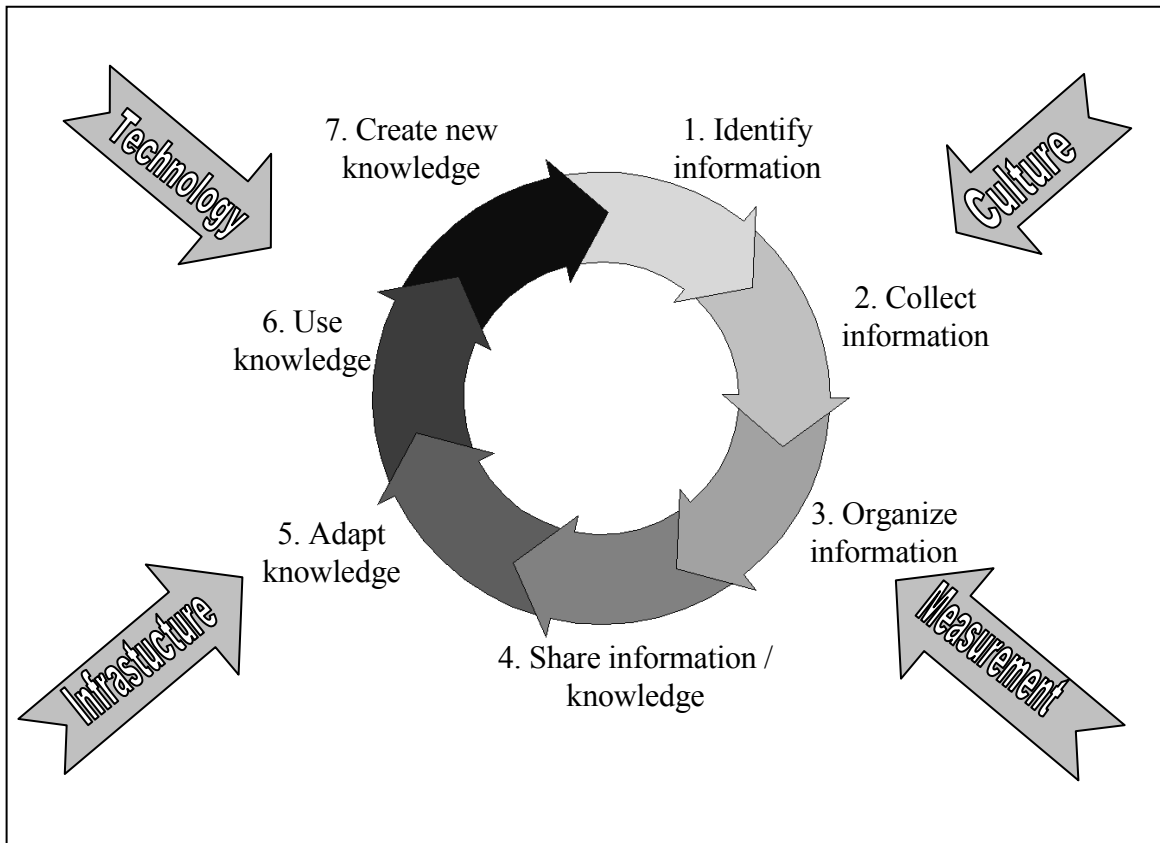 Technology
7. Create new
knowledge
1. Identify
information
Culture
2. Collect
information
3. Organize
information
Measurement
4. Share information /
knowledge
5. Adapt
knowledge
Infrastucture
6. Use
knowledge